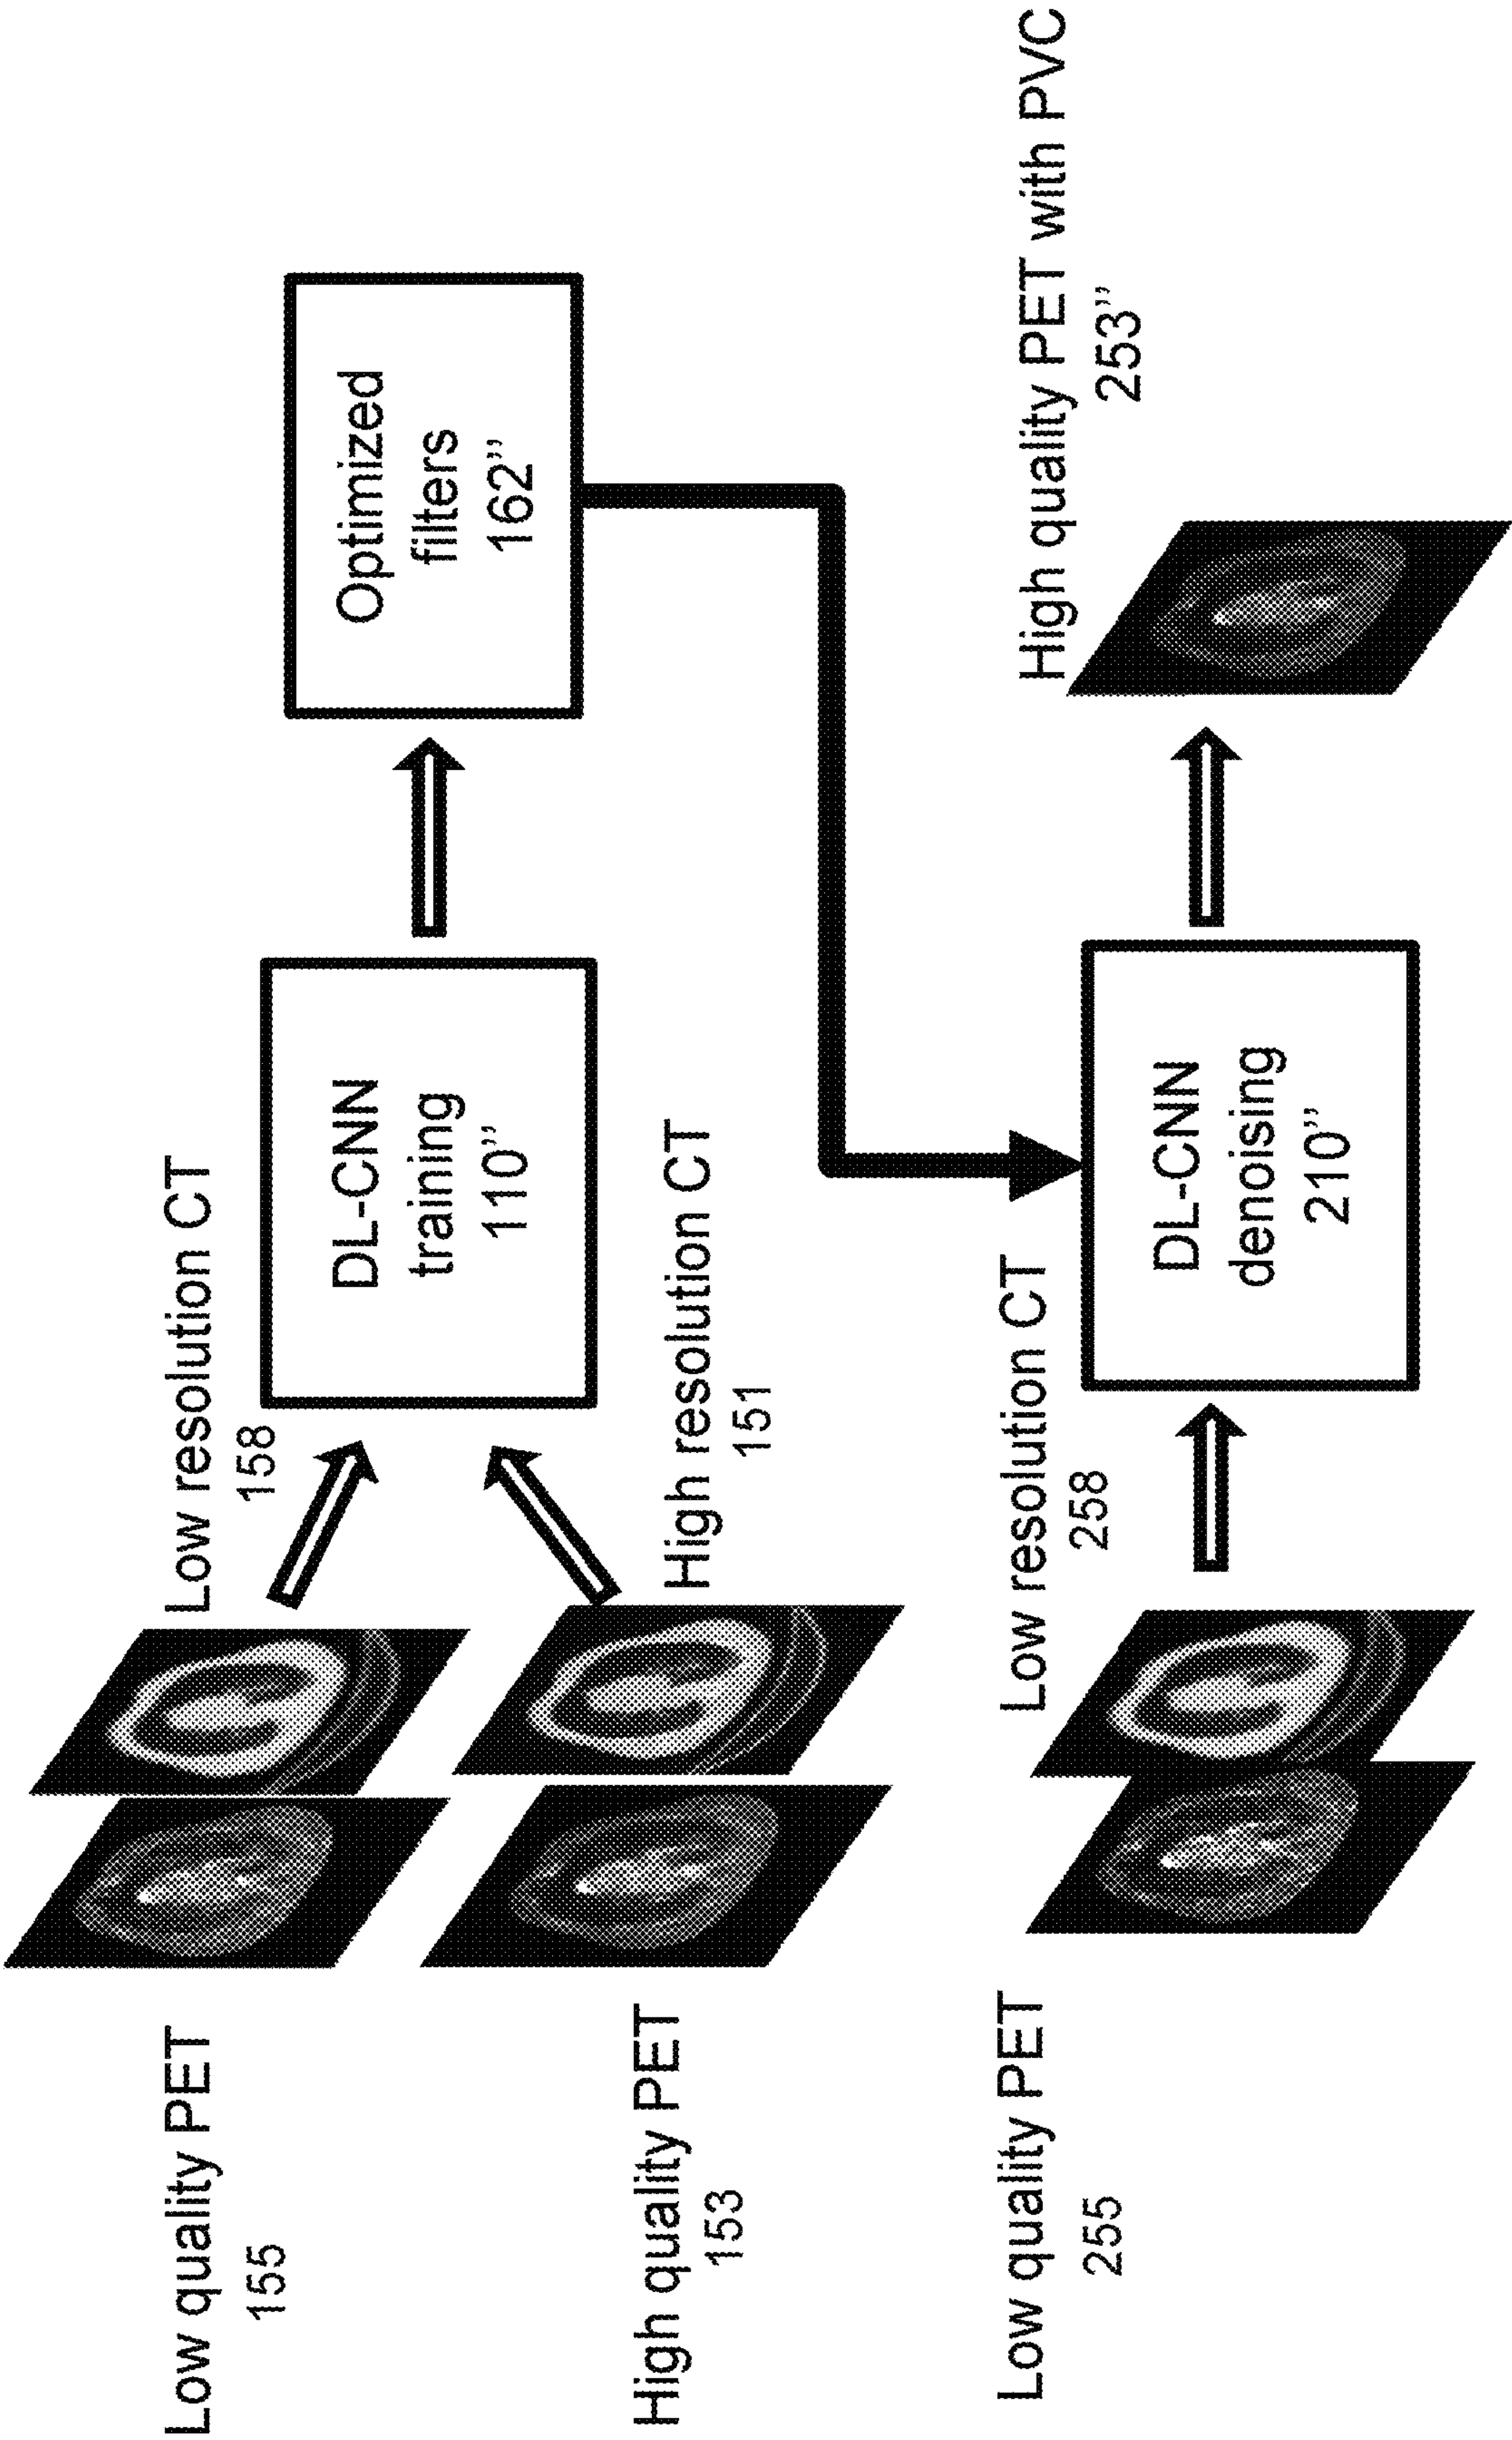 Low quality PET
155
Low resolution CT
158
High quality PET
153
High resolution CT
151
DL-CNN
training
110”
Optimized
filters
162”
Low quality PET
255
Low resolution CT
258
DL-CNN
denoising
210”
High quality PET with PVC
253”